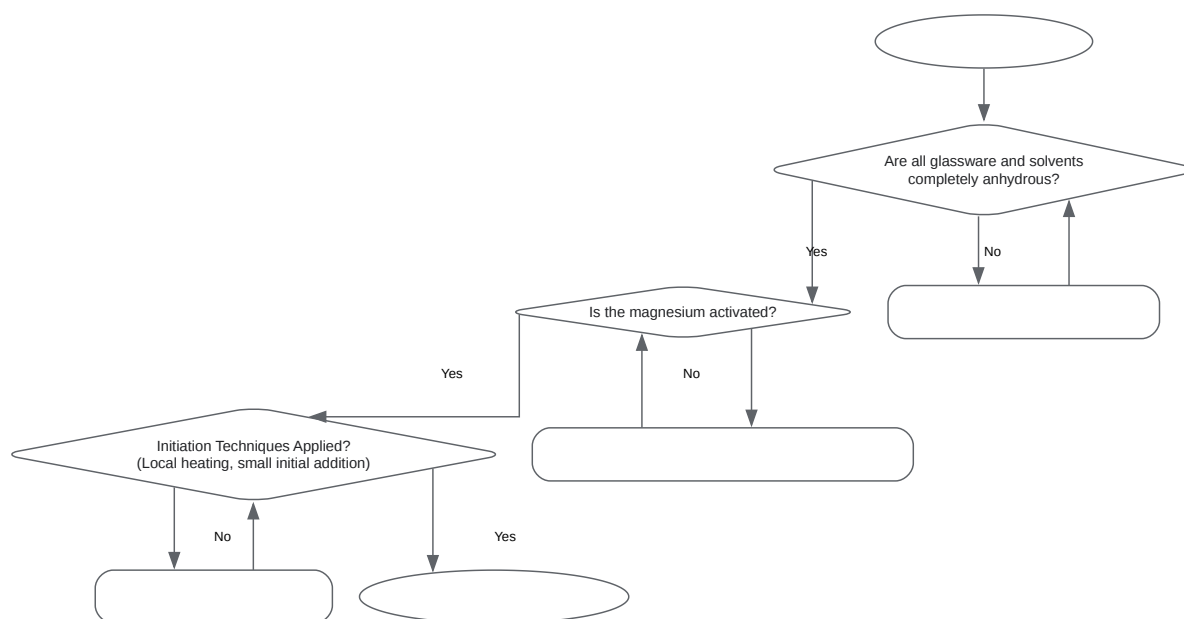 Are all glassware and solvents
completely anhydrous?
Yes
No
Is the magnesium activated?
Yes
No
Initiation Techniques Applied?
(Local heating, small initial addition)
No
Yes